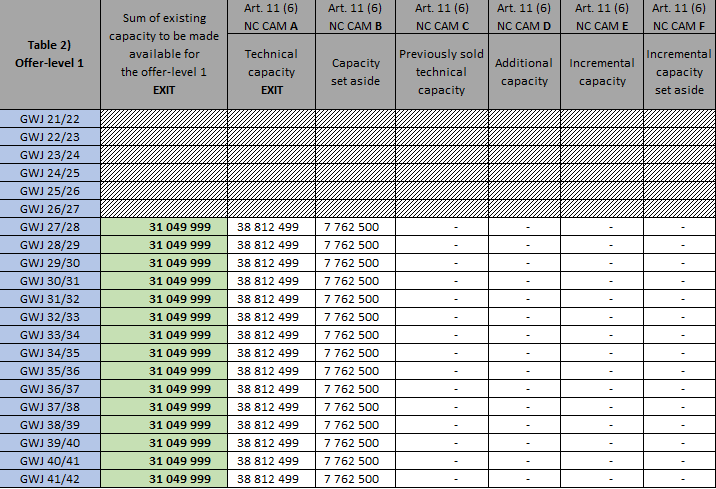 Table 2)
Offer-level 1
Sum of existing
capacity to be made
available for
the offer-level 1
EXIT
Art. 11 (6)
NC CAM A
Technical
capacity
EXIT
Art. 11 (6)
NC CAM B
Capacity
set aside
Art. 11 (6)
NC CAM C
Previously sold
technical
capacity
Art. 11 (6)
NC CAM D
Additional
capacity
Art. 11 (6)
NC CAM E
Incremental
capacity
Art. 11 (6)
NC CAM F
Incremental
capacity
set aside
GWJ 21/22
GWJ 22/23
GWJ 23/24
GWJ 24/25
GWJ 25/26
GWJ 26/27
GWJ 27/28 31 049 999 38 812 499 7 762 500 - - - -
GWJ 28/29 31 049 999 38 812 499 7 762 500 - - - -
GWJ 29/30 31 049 999 38 812 499 7 762 500 - - - -
GWJ 30/31 31 049 999 38 812 499 7 762 500 - - - -
GWJ 31/32 31 049 999 38 812 499 7 762 500 - - - -
GWJ 32/33 31 049 999 38 812 499 7 762 500 - - - -
GWJ 33/34 31 049 999 38 812 499 7 762 500 - - - -
GWJ 34/35 31 049 999 38 812 499 7 762 500 - - - -
GWJ 35/36 31 049 999 38 812 499 7 762 500 - - - -
GWJ 36/37 31 049 999 38 812 499 7 762 500 - - - -
GWJ 37/38 31 049 999 38 812 499 7 762 500 - - - -
GWJ 38/39 31 049 999 38 812 499 7 762 500 - - - -
GWJ 39/40 31 049 999 38 812 499 7 762 500 - - - -
GWJ 40/41 31 049 999 38 812 499 7 762 500 - - - -
GWJ 41/42 31 049 999 38 812 499 7 762 500 - - - -